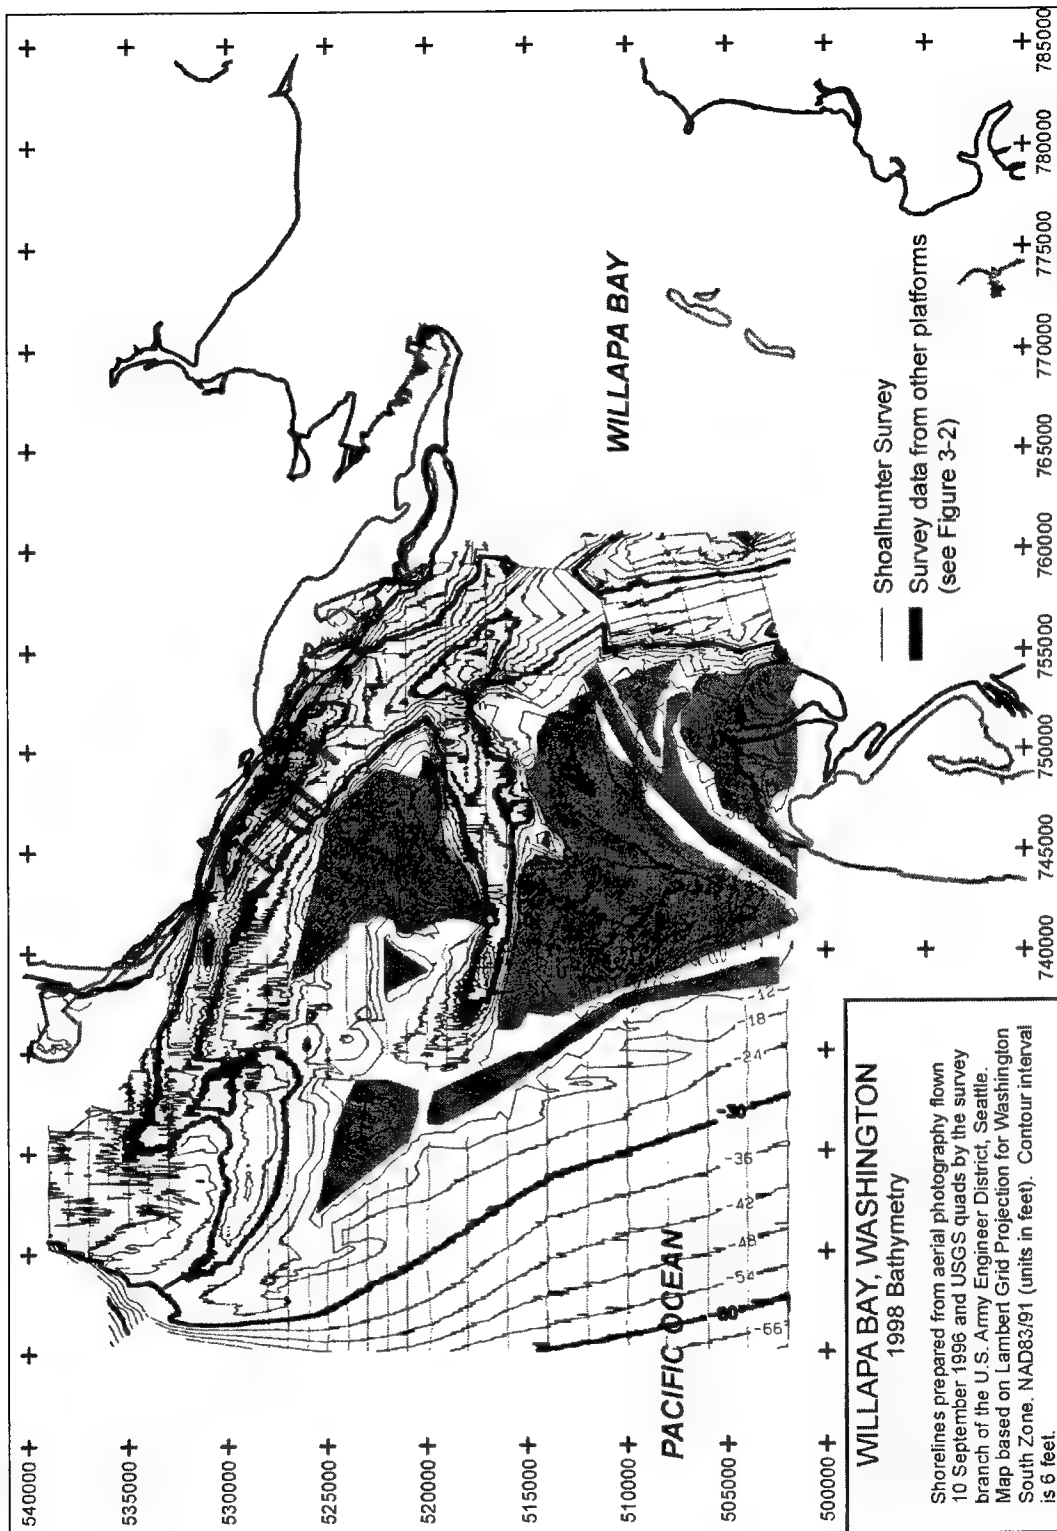 WILLAPA BAY, WASHINGTON
1998 Bathymetry
Shorelines prepared from aerial photography flown
10 September 1996 and USGS quads by the survey
branch of the U.S. Army Engineer District, Seattle.
Map based on Lambert Grid Projection for Washington
South Zone. NAD83/91 (units in feet). Contour interval
is 6 feet.
PACIFIC OCEAN
WILLAPA BAY
Shoalhunter Survey
Survey data from other platforms
(see Figure 3-2)
540000
535000
530000
525000
520000
515000
510000
505000
500000
740000
745000
750000
755000
760000
765000
770000
775000
780000
785000
-12
-18
-24
-30
-36
-42
-48
-54
-60
-66